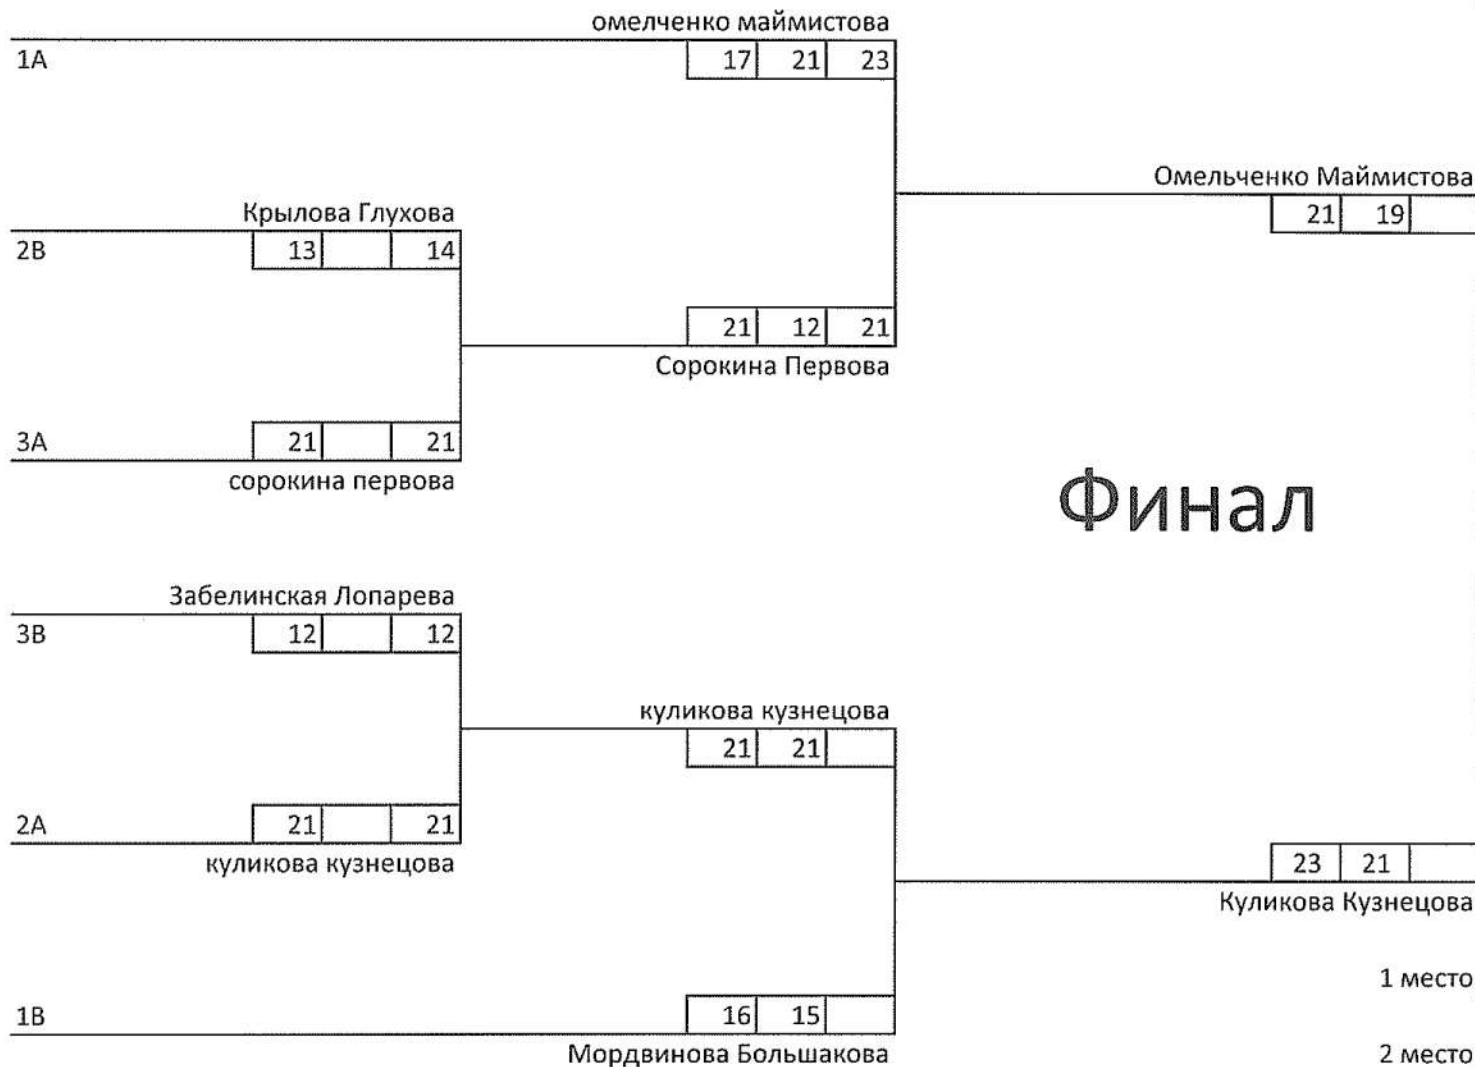 омелченко маймистова
1А
17 21 23
Омельченко Маймистова
21 19
Крылова Глухова
2В
13 14
21 12 21
Сорокина Первова
3А
21 21
сорокина первова
Финал
Забелинская Лопарева
3В
12 12
куликова кузнецова
21 21
2А
21 21
куликова кузнецова
23 21
Куликова Кузнецова
1 место
1В
16 15
Мордвинова Большакова
2 место